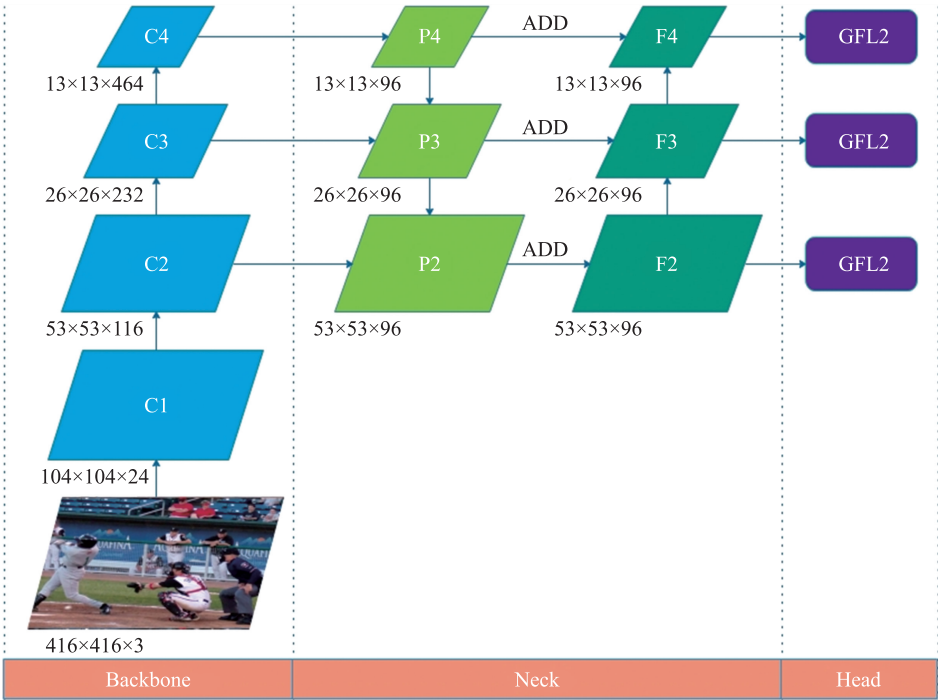 C4
P4
ADD
F4
GFL2
13×13×464
13×13×96
13×13×96
C3
P3
ADD
F3
GFL2
26×26×232
26×26×96
26×26×96
C2
P2
ADD
F2
GFL2
53×53×116
53×53×96
53×53×96
C1
104×104×24
416×416×3
Backbone
Neck
Head